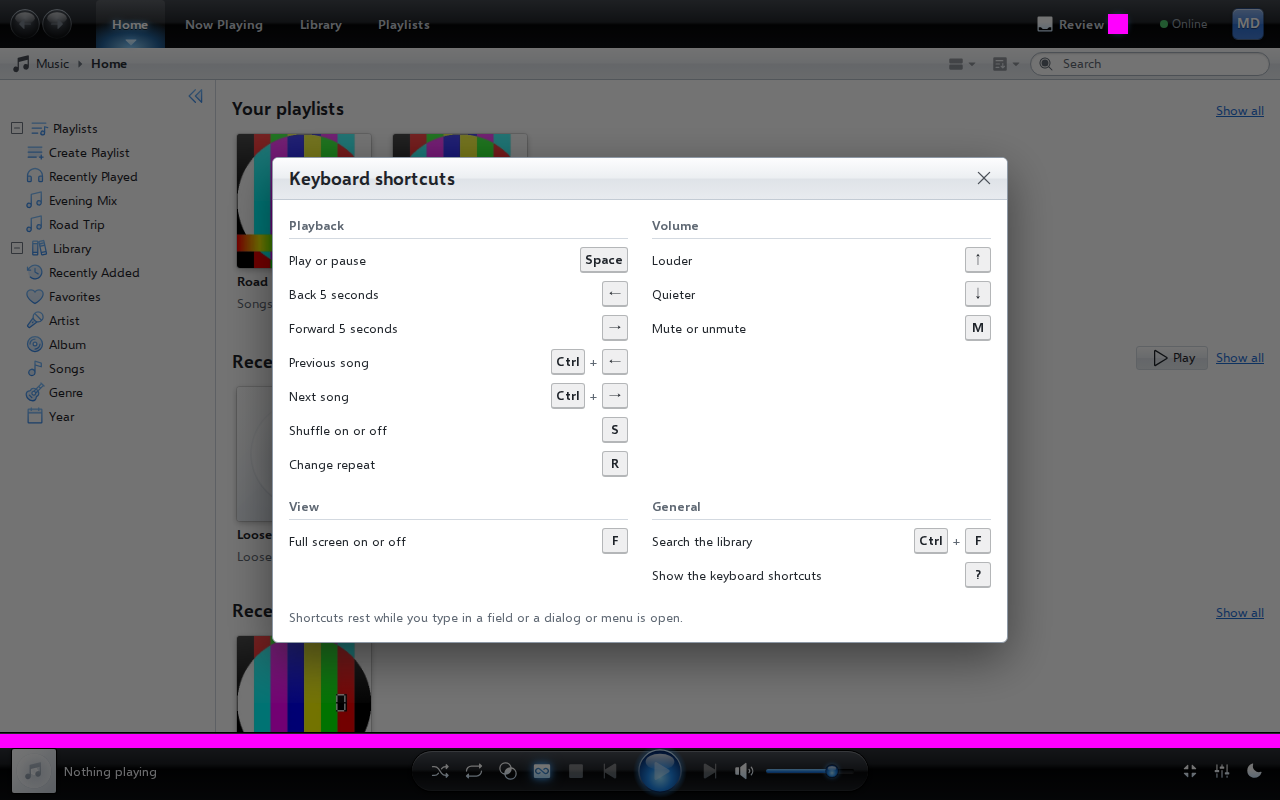 Home
Now Playing
Library
Playlists
Review
Online
MD
Music
Home
Search
Playlists
Create Playlist
Recently Played
Evening Mix
Road Trip
Library
Recently Added
Favorites
Artist
Album
Songs
Genre
Year
Your playlists
Show all
Road
Songs
Play
Show all
Loose
Loose
Show all
Keyboard shortcuts
Playback
Play or pause Space
Back 5 seconds ←
Forward 5 seconds →
Previous song Ctrl + ←
Next song Ctrl + →
Shuffle on or off S
Change repeat R
Volume
Louder ↑
Quieter ↓
Mute or unmute M
View
Full screen on or off F
General
Search the library Ctrl + F
Show the keyboard shortcuts ?
Shortcuts rest while you type in a field or a dialog or menu is open.
Nothing playing